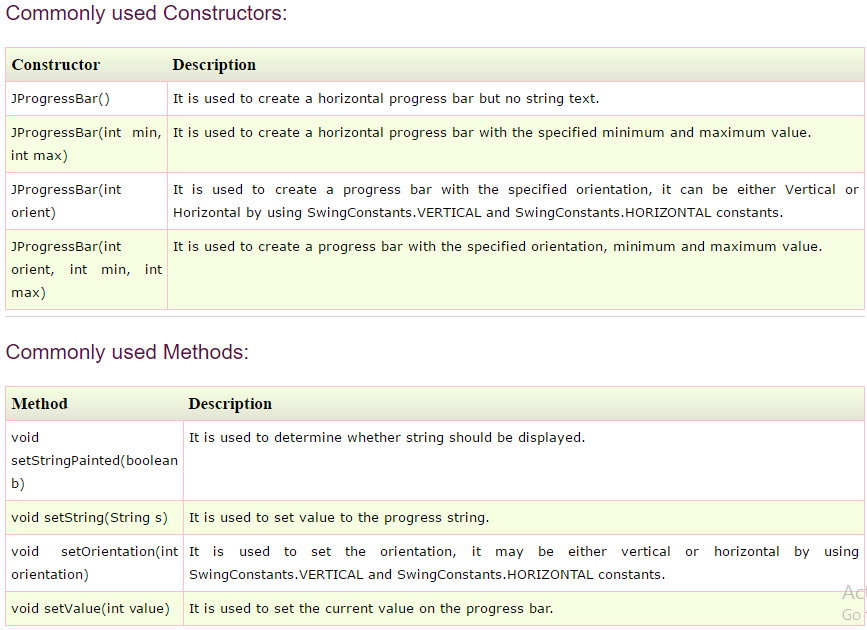 Commonly used Constructors:
Constructor Description
JProgressBar() It is used to create a horizontal progress bar but no string text.
JProgressBar(int min, It is used to create a horizontal progress bar with the specified minimum and maximum value.
int max)
JProgressBar(int It is used to create a progress bar with the specified orientation, it can be either Vertical or
orient) Horizontal by using SwingConstants.VERTICAL and SwingConstants.HORIZONTAL constants.
JProgressBar(int It is used to create a progress bar with the specified orientation, minimum and maximum value.
orient, int min, int
max)
Commonly used Methods:
Method Description
void It is used to determine whether string should be displayed.
setStringPainted(boolean
b)
void setString(String s) It is used to set value to the progress string.
void setOrientation(int It is used to set the orientation, it may be either vertical or horizontal by using
orientation) SwingConstants.VERTICAL and SwingConstants.HORIZONTAL constants.
void setValue(int value) It is used to set the current value on the progress bar.
Go